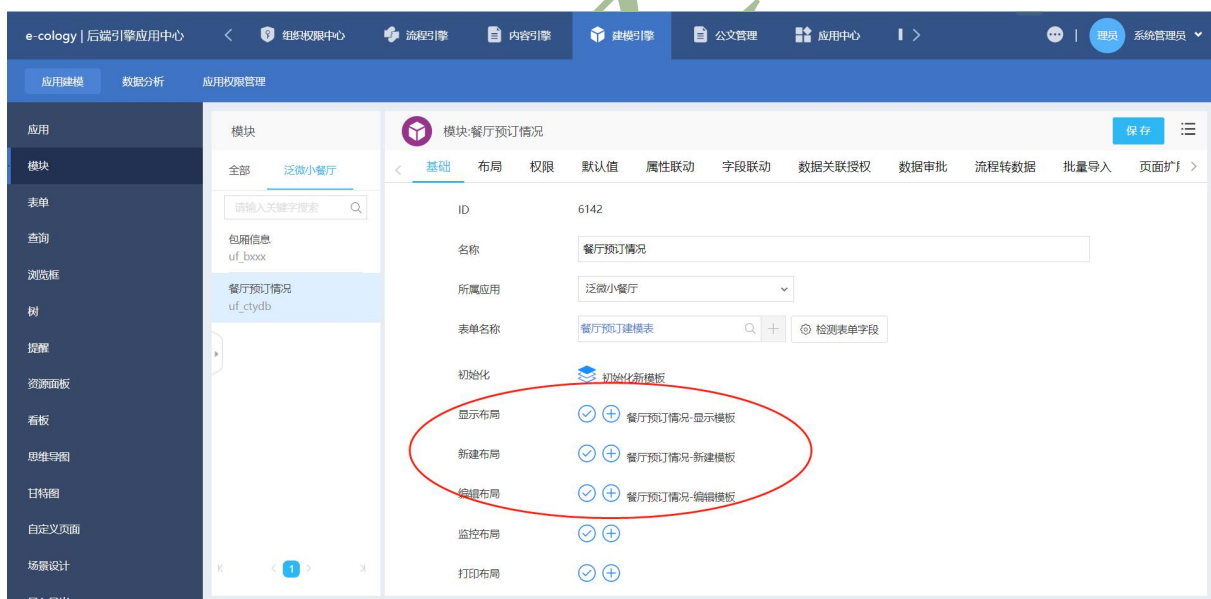 e-cology | 后端引擎应用中心 组织权限中心 流程引擎 内容引擎 建模引擎 公文管理 应用中心 理员 系统管理员
应用建模 数据分析 应用权限管理
应用
模块
表单
查询
浏览框
树
提醒
资源面板
看板
思维导图
甘特图
自定义页面
场景设计
模块
全部 泛微小餐厅
请输入关键字搜索
包厢信息
uf_bxxx
餐厅预订情况
uf_ctydb
1
模块:餐厅预订情况 保存
基础 布局 权限 默认值 属性联动 字段联动 数据关联授权 数据审批 流程转数据 批量导入 页面扩
ID 6142
名称 餐厅预订情况
所属应用 泛微小餐厅
表单名称 餐厅预订建模表 检测表单字段
初始化 初始化新模板
显示布局 餐厅预订情况-显示模板
新建布局 餐厅预订情况-新建模板
编辑布局 餐厅预订情况-编辑模板
监控布局
打印布局